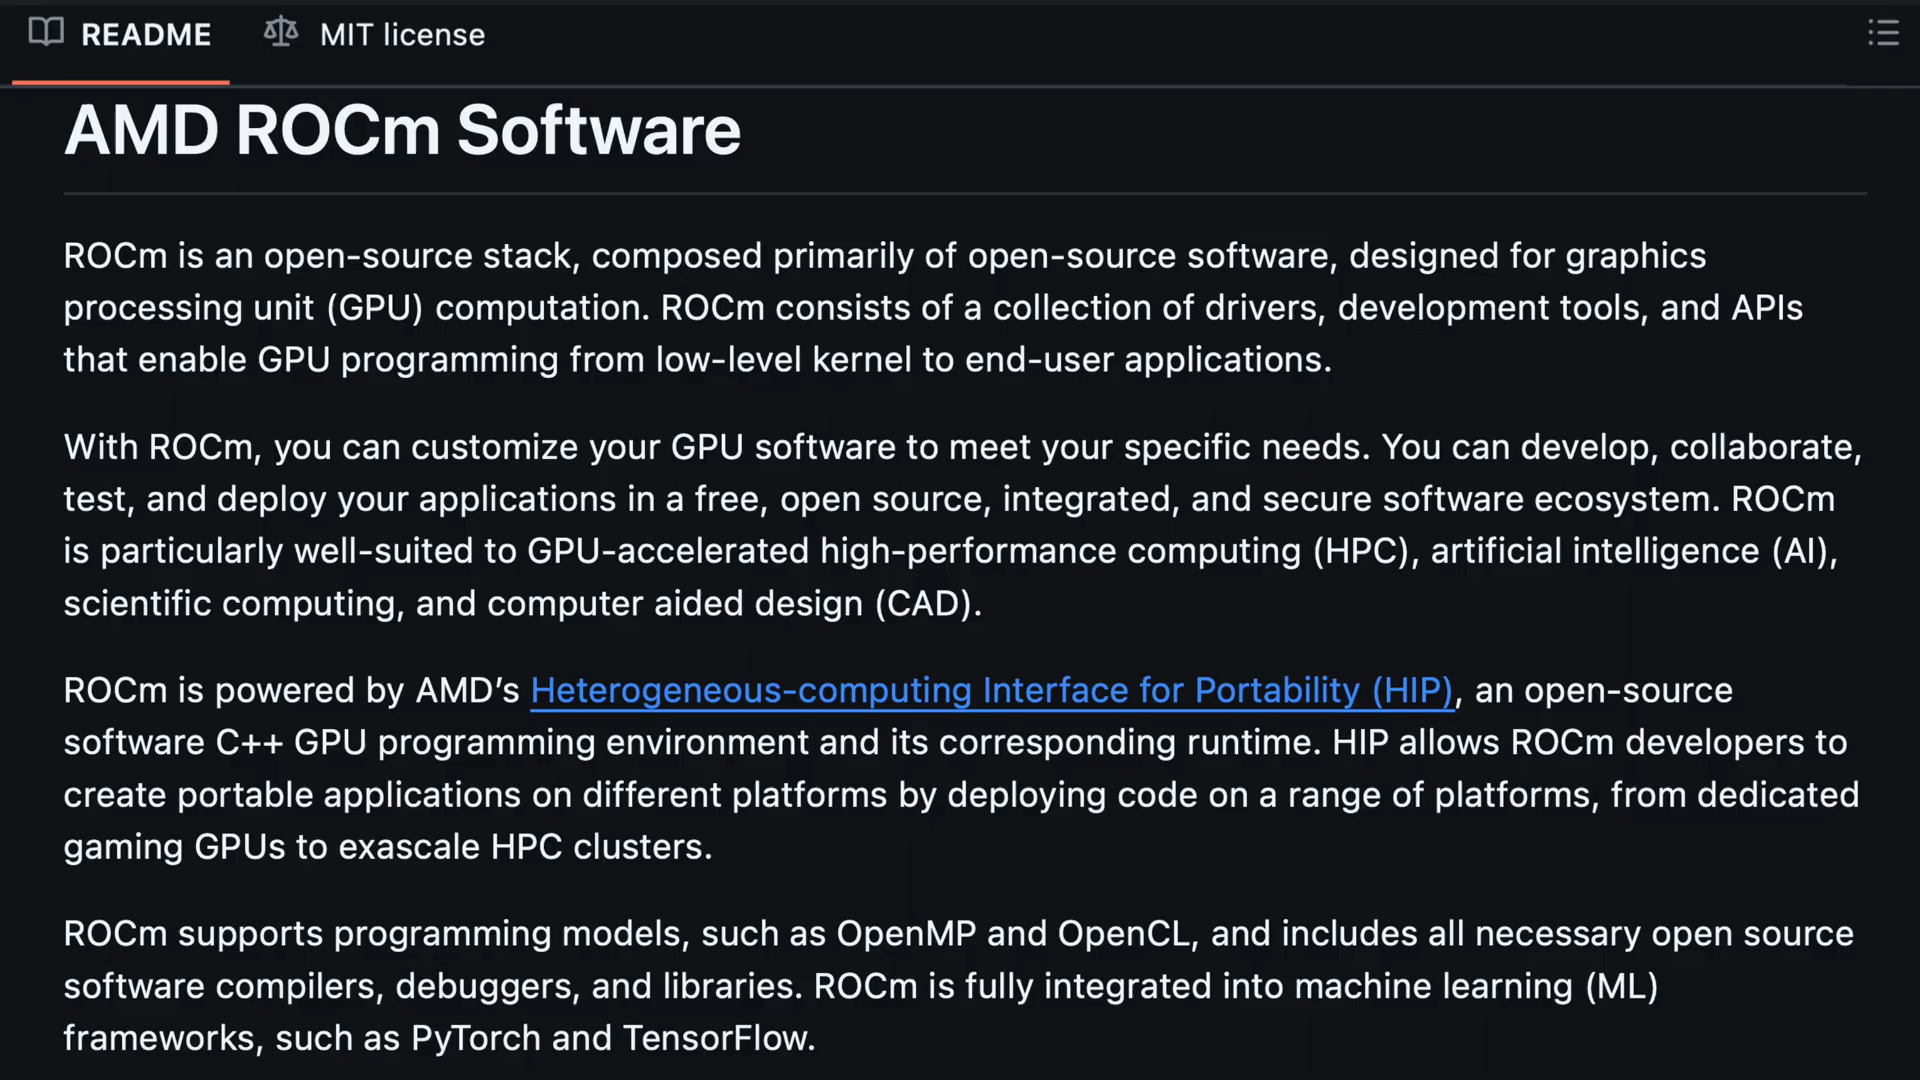 README MIT license
AMD ROCm Software
ROCm is an open-source stack, composed primarily of open-source software, designed for graphics
processing unit (GPU) computation. ROCm consists of a collection of drivers, development tools, and APIs
that enable GPU programming from low-level kernel to end-user applications.
With ROCm, you can customize your GPU software to meet your specific needs. You can develop, collaborate,
test, and deploy your applications in a free, open source, integrated, and secure software ecosystem. ROCm
is particularly well-suited to GPU-accelerated high-performance computing (HPC), artificial intelligence (AI),
scientific computing, and computer aided design (CAD).
ROCm is powered by AMD’s Heterogeneous-computing Interface for Portability (HIP), an open-source
software C++ GPU programming environment and its corresponding runtime. HIP allows ROCm developers to
create portable applications on different platforms by deploying code on a range of platforms, from dedicated
gaming GPUs to exascale HPC clusters.
ROCm supports programming models, such as OpenMP and OpenCL, and includes all necessary open source
software compilers, debuggers, and libraries. ROCm is fully integrated into machine learning (ML)
frameworks, such as PyTorch and TensorFlow.